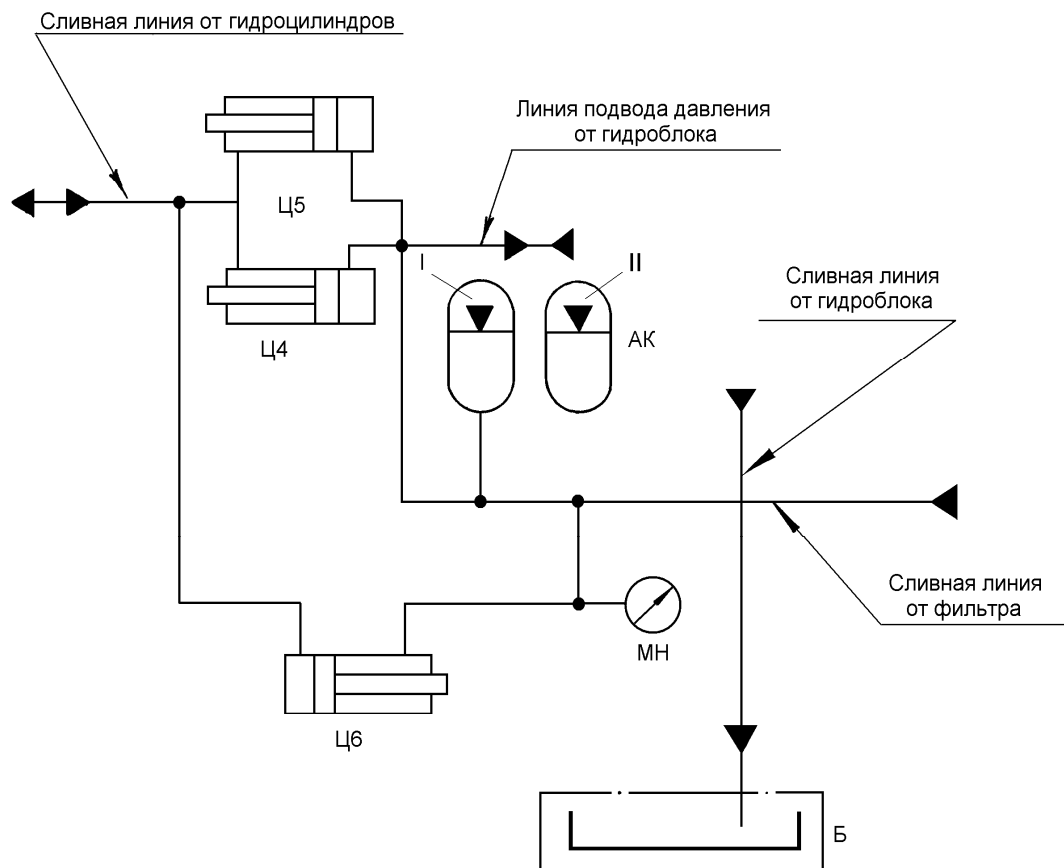 Сливная линия от гидроцилиндров
Линия подвода давления
от гидроблока
Ц5
I
II
Сливная линия
от гидроблока
АК
Ц4
Сливная линия
от фильтра
МН
Ц6
Б